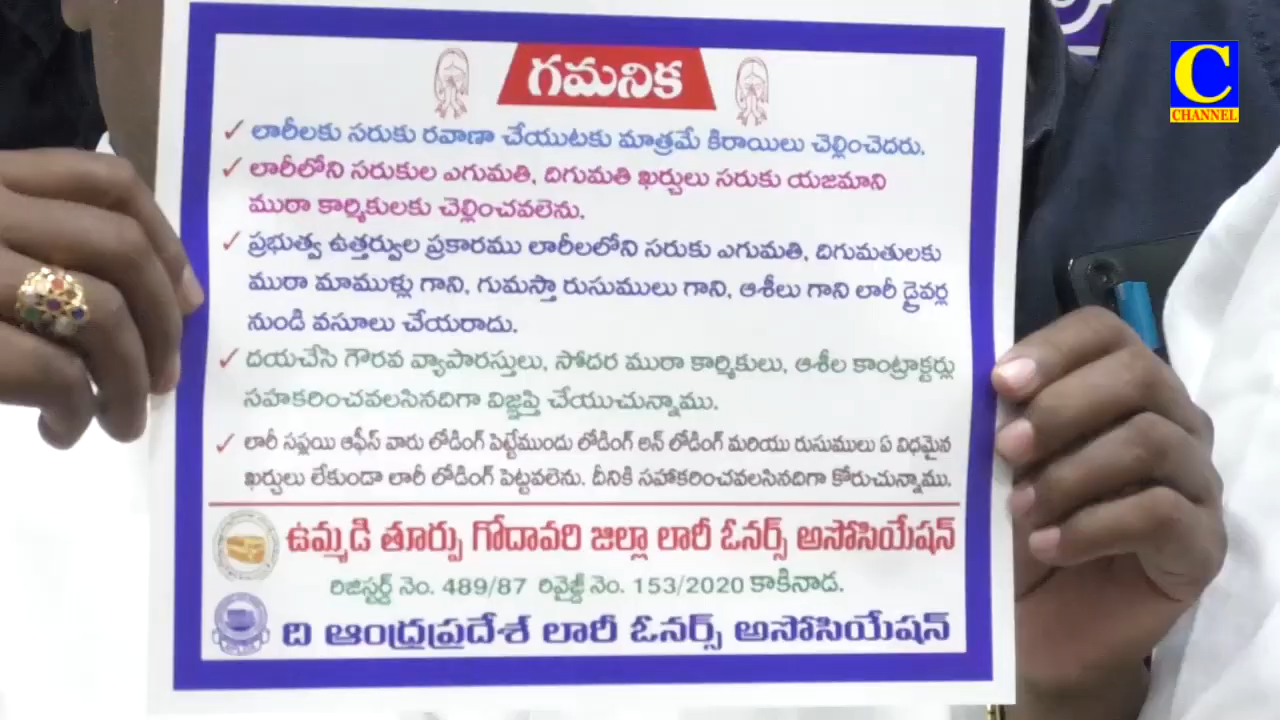 గమనిక
లారీలకు సరుకు రవాణా చేయుటకు మాత్రమే కిరాయిలు చెల్లించెదరు.
లారీలోని సరుకుల ఎగుమతి, దిగుమతి ఖర్చులు సరుకు యజమాని
ముఠా కార్మికులకు చెల్లించవలెను.
ప్రభుత్వ ఉత్తర్వుల ప్రకారము లారీలలోని సరుకు ఎగుమతి, దిగుమతులకు
ముఠా మాముళ్లు గాని, గుమస్తా రుసుములు గాని, ఆశీలు గాని లారీ డ్రైవర్ల
నుండి వసూలు చేయరాదు.
దయచేసి గౌరవ వ్యాపారస్తులు, సోదర ముఠా కార్మికులు, ఆశీల కాంట్రాక్టర్లు
సహకరించవలసినదిగా విజ్ఞప్తి చేయుచున్నాము.
లారీ సప్లయి ఆఫీస్ వారు లోడింగ్ పెట్టేముందు లోడింగ్ అన్ లోడింగ్ మరియు రుసుములు ఏ విధమైన
ఖర్చులు లేకుండా లారీ లోడింగ్ పెట్టవలెను. దీనికి సహాకరించవలసినదిగా కోరుచున్నాము.
ఉమ్మడి తూర్పు గోదావరి జిల్లా లారీ ఓనర్స్ అసోసియేషన్
రిజిస్టర్డ్ నెం. 489/87 రివైజ్డ్ నెం. 153/2020 కాకినాడ.
ది ఆంధ్రప్రదేశ్ లారీ ఓనర్స్ అసోసియేషన్
C
CHANNEL